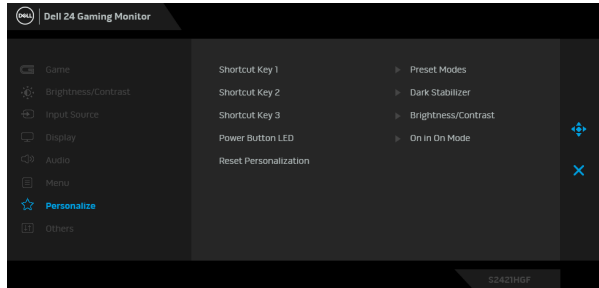 DELL Dell 24 Gaming Monitor
Game
Shortcut Key 1 Preset Modes
Brightness/Contrast
Shortcut Key 2 Dark Stabilizer
Input Source
Shortcut Key 3 Brightness/Contrast
Display
Power Button LED On in On Mode
Audio
Reset Personalization
Menu
Personalize
Others
S2421HGF